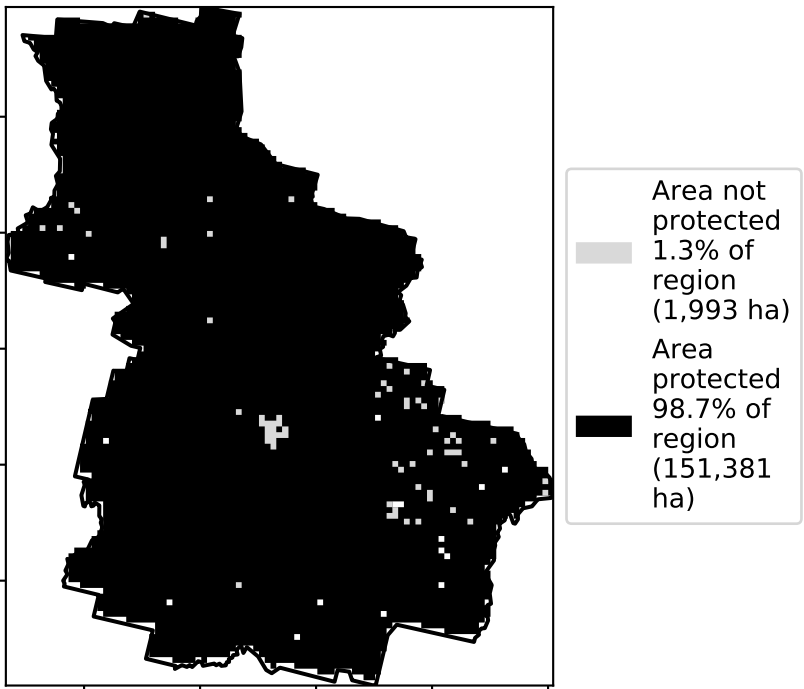 Area not
protected
1.3% of
region
(1,993 ha)
Area
protected
98.7% of
region
(151,381
ha)